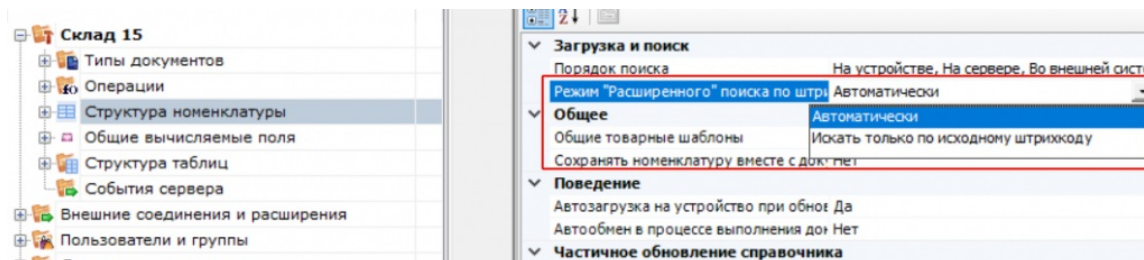 Склад 15
Типы документов
Операции
Структура номенклатуры
Общие вычисляемые поля
Структура таблиц
События сервера
Внешние соединения и расширения
Пользователи и группы
Загрузка и поиск
Порядок поиска На устройстве, На сервере, Во внешней сист
Режим "Расширенного" поиска по штри Автоматически
Общее
Автоматически
Общие товарные шаблоны
Искать только по исходному штрихкоду
Сохранять номенклатуру вместе с док Нет
Поведение
Автозагрузка на устройство при обнов Да
Автообмен в процессе выполнения док Нет
Частичное обновление справочника